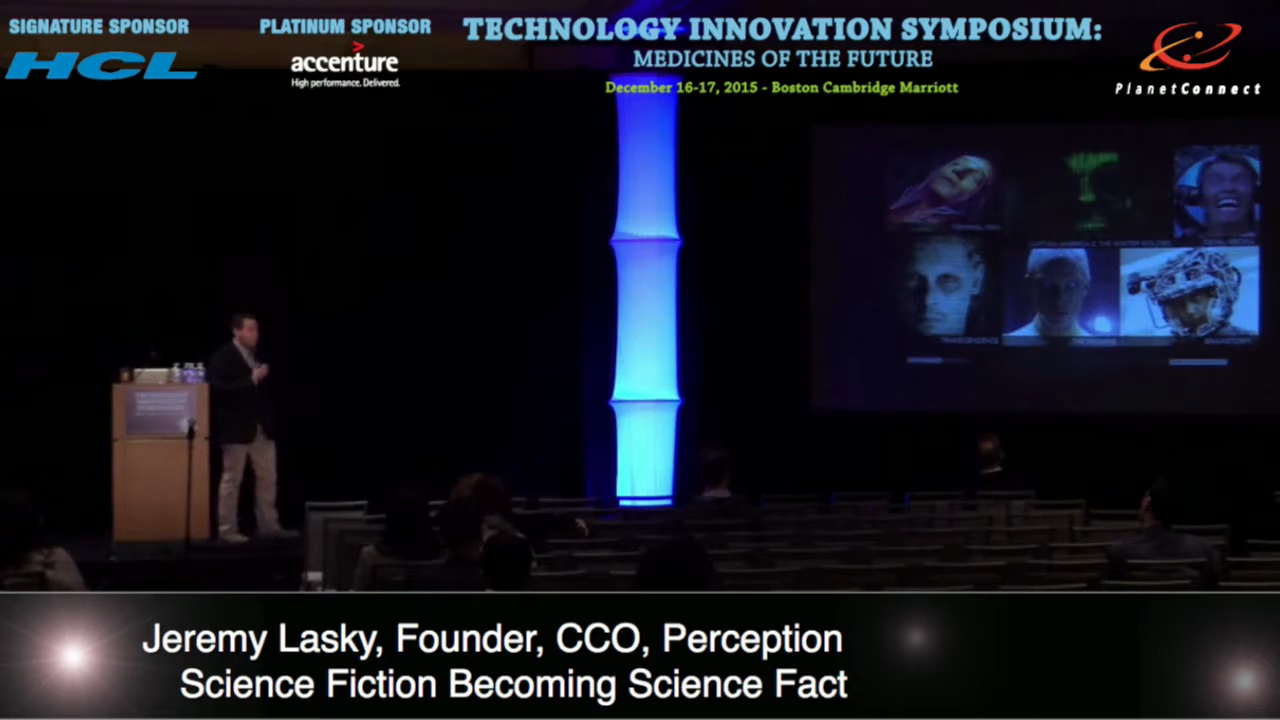 SIGNATURE SPONSOR
HCL
PLATINUM SPONSOR
accenture
High performance. Delivered.
TECHNOLOGY INNOVATION SYMPOSIUM:
MEDICINES OF THE FUTURE
December 16-17, 2015 - Boston Cambridge Marriott
PlanetConnect
TRANSCENDENCE
Jeremy Lasky, Founder, CCO, Perception
Science Fiction Becoming Science Fact